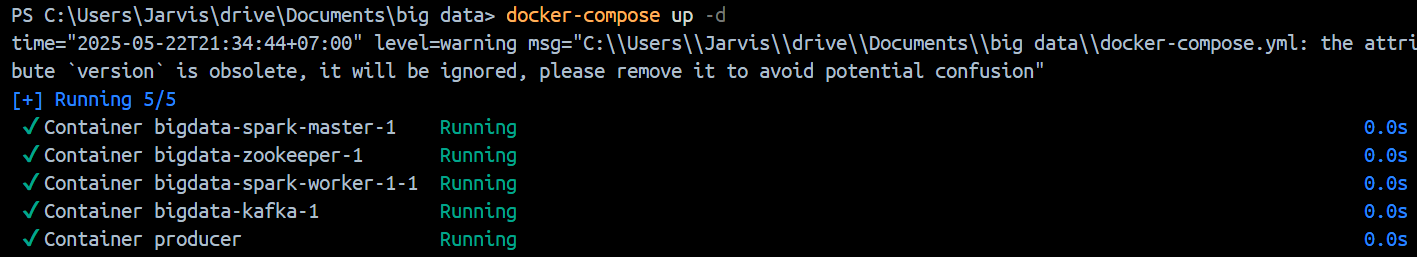 PS C:\Users\Jarvis\drive\Documents\big data> docker-compose up -d
time="2025-05-22T21:34:44+07:00" level=warning msg="C:\\Users\\Jarvis\\drive\\Documents\\big data\\docker-compose.yml: the attri
bute `version` is obsolete, it will be ignored, please remove it to avoid potential confusion"
[+] Running 5/5
✔ Container bigdata-spark-master-1 Running 0.0s
✔ Container bigdata-zookeeper-1 Running 0.0s
✔ Container bigdata-spark-worker-1-1 Running 0.0s
✔ Container bigdata-kafka-1 Running 0.0s
✔ Container producer Running 0.0s